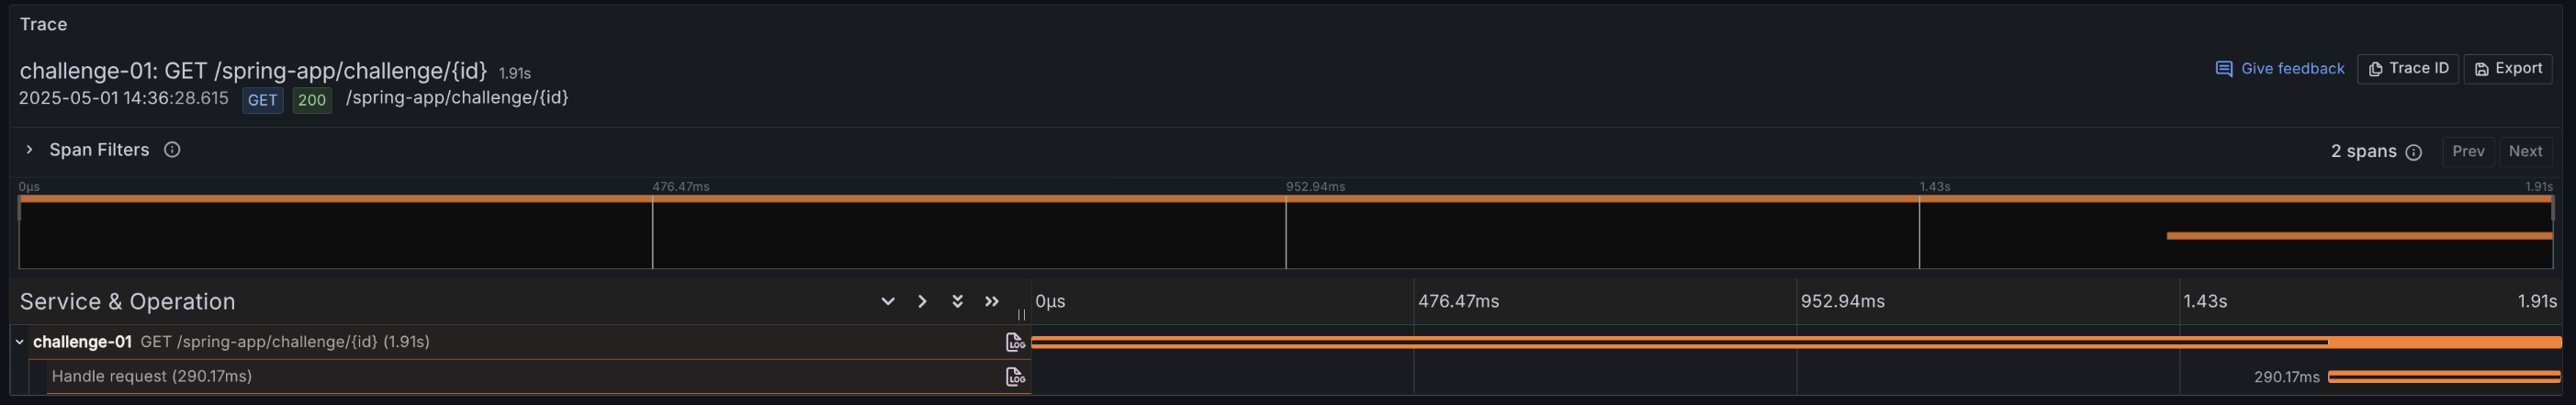 Trace
challenge-01: GET /spring-app/challenge/{id} 1.91s
Give feedback
Trace ID
Export
2025-05-01 14:36:28.615 GET 200 /spring-app/challenge/{id}
Span Filters
2 spans
Prev
Next
0μs 476.47ms 952.94ms 1.43s 1.91s
Service & Operation
0μs 476.47ms 952.94ms 1.43s 1.91s
challenge-01 GET /spring-app/challenge/{id} (1.91s)
LOG
Handle request (290.17ms)
LOG
290.17ms